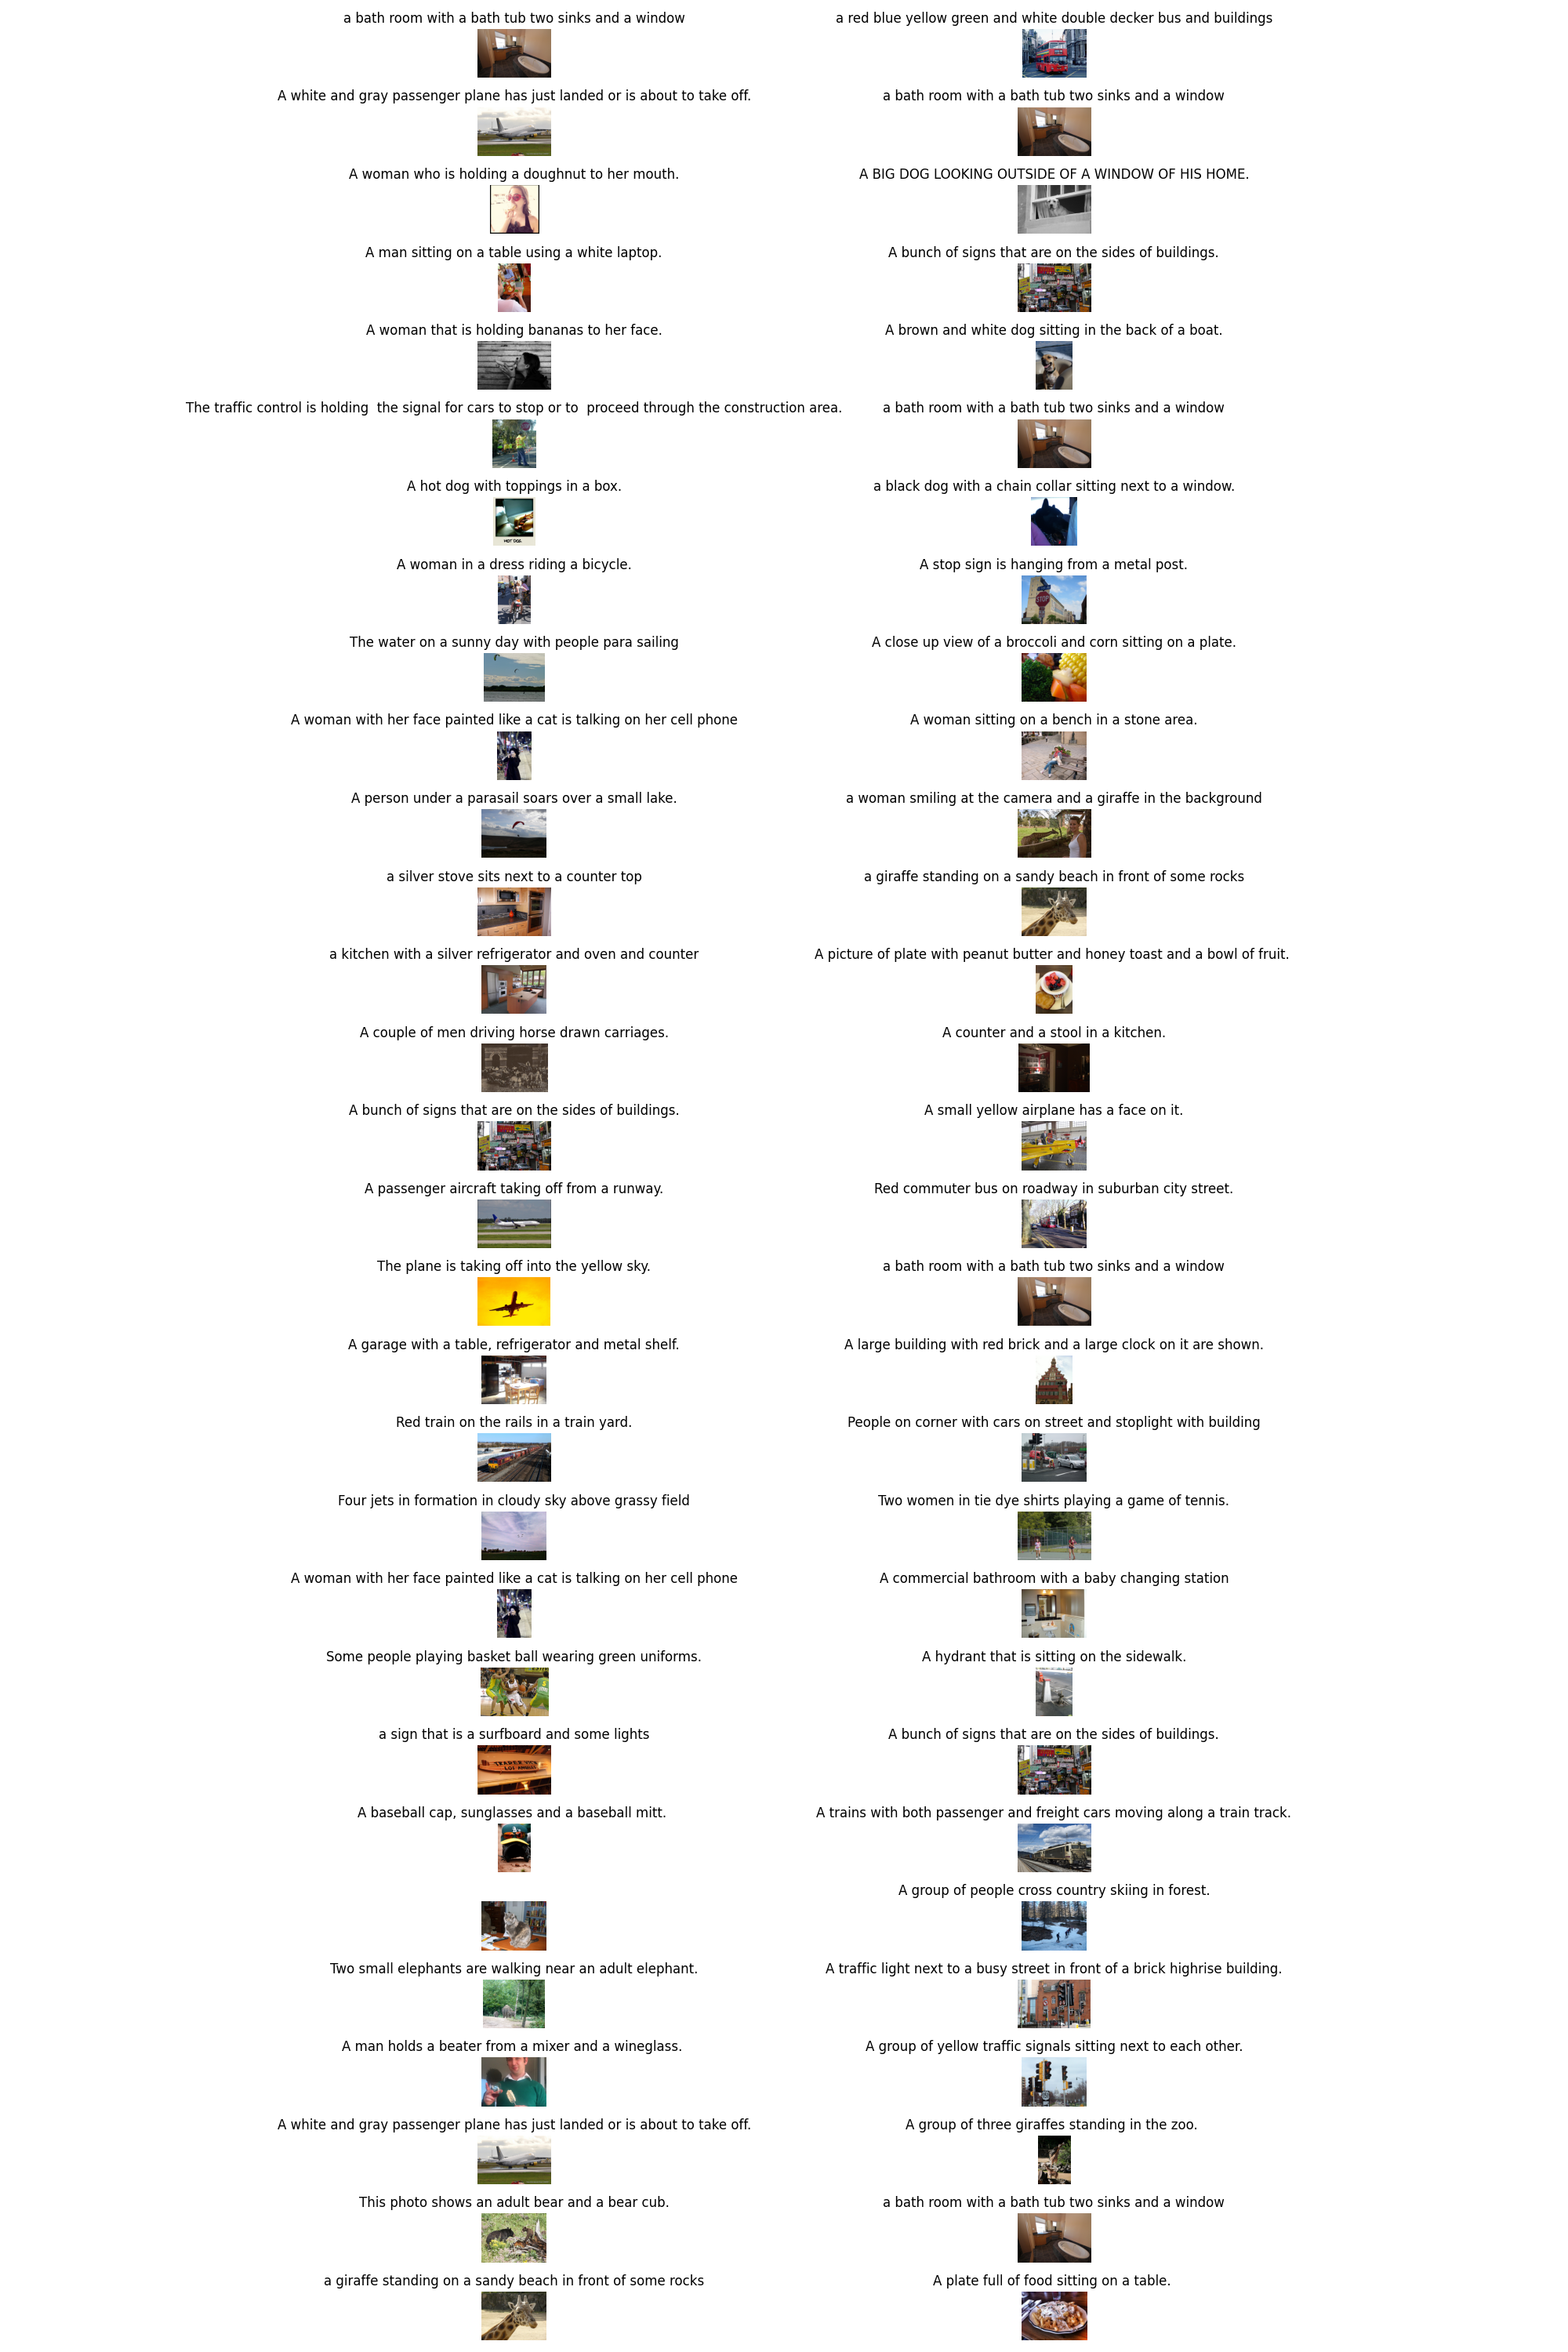 a bath room with a bath tub two sinks and a window
a red blue yellow green and white double decker bus and buildings
A white and gray passenger plane has just landed or is about to take off.
a bath room with a bath tub two sinks and a window
A woman who is holding a doughnut to her mouth.
A BIG DOG LOOKING OUTSIDE OF A WINDOW OF HIS HOME.
A man sitting on a table using a white laptop.
A bunch of signs that are on the sides of buildings.
A woman that is holding bananas to her face.
A brown and white dog sitting in the back of a boat.
The traffic control is holding  the signal for cars to stop or to  proceed through the construction area.
a bath room with a bath tub two sinks and a window
A hot dog with toppings in a box.
a black dog with a chain collar sitting next to a window.
HOT DOG
A woman in a dress riding a bicycle.
A stop sign is hanging from a metal post.
STOP
The water on a sunny day with people para sailing
A close up view of a broccoli and corn sitting on a plate.
A woman with her face painted like a cat is talking on her cell phone
A woman sitting on a bench in a stone area.
A person under a parasail soars over a small lake.
a woman smiling at the camera and a giraffe in the background
a silver stove sits next to a counter top
a giraffe standing on a sandy beach in front of some rocks
a kitchen with a silver refrigerator and oven and counter
A picture of plate with peanut butter and honey toast and a bowl of fruit.
A couple of men driving horse drawn carriages.
A counter and a stool in a kitchen.
A bunch of signs that are on the sides of buildings.
A small yellow airplane has a face on it.
A passenger aircraft taking off from a runway.
Red commuter bus on roadway in suburban city street.
The plane is taking off into the yellow sky.
a bath room with a bath tub two sinks and a window
A garage with a table, refrigerator and metal shelf.
A large building with red brick and a large clock on it are shown.
Red train on the rails in a train yard.
People on corner with cars on street and stoplight with building
Four jets in formation in cloudy sky above grassy field
Two women in tie dye shirts playing a game of tennis.
A woman with her face painted like a cat is talking on her cell phone
A commercial bathroom with a baby changing station
Some people playing basket ball wearing green uniforms.
A hydrant that is sitting on the sidewalk.
a sign that is a surfboard and some lights
A bunch of signs that are on the sides of buildings.
TRADER VIC'S
LOS ANGELES
A baseball cap, sunglasses and a baseball mitt.
A trains with both passenger and freight cars moving along a train track.
A group of people cross country skiing in forest.
Two small elephants are walking near an adult elephant.
A traffic light next to a busy street in front of a brick highrise building.
A man holds a beater from a mixer and a wineglass.
A group of yellow traffic signals sitting next to each other.
A white and gray passenger plane has just landed or is about to take off.
A group of three giraffes standing in the zoo.
This photo shows an adult bear and a bear cub.
a bath room with a bath tub two sinks and a window
a giraffe standing on a sandy beach in front of some rocks
A plate full of food sitting on a table.